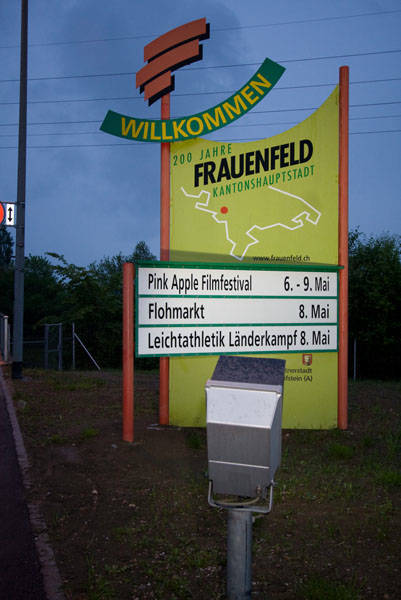 WILLKOMMEN
200 JAHRE
FRAUENFELD
KANTONSHAUPTSTADT
www.frauenfeld.ch
Pink Apple Filmfestival 6. - 9. Mai
Flohmarkt 8. Mai
Leichtathletik Länderkampf 8. Mai
(A)